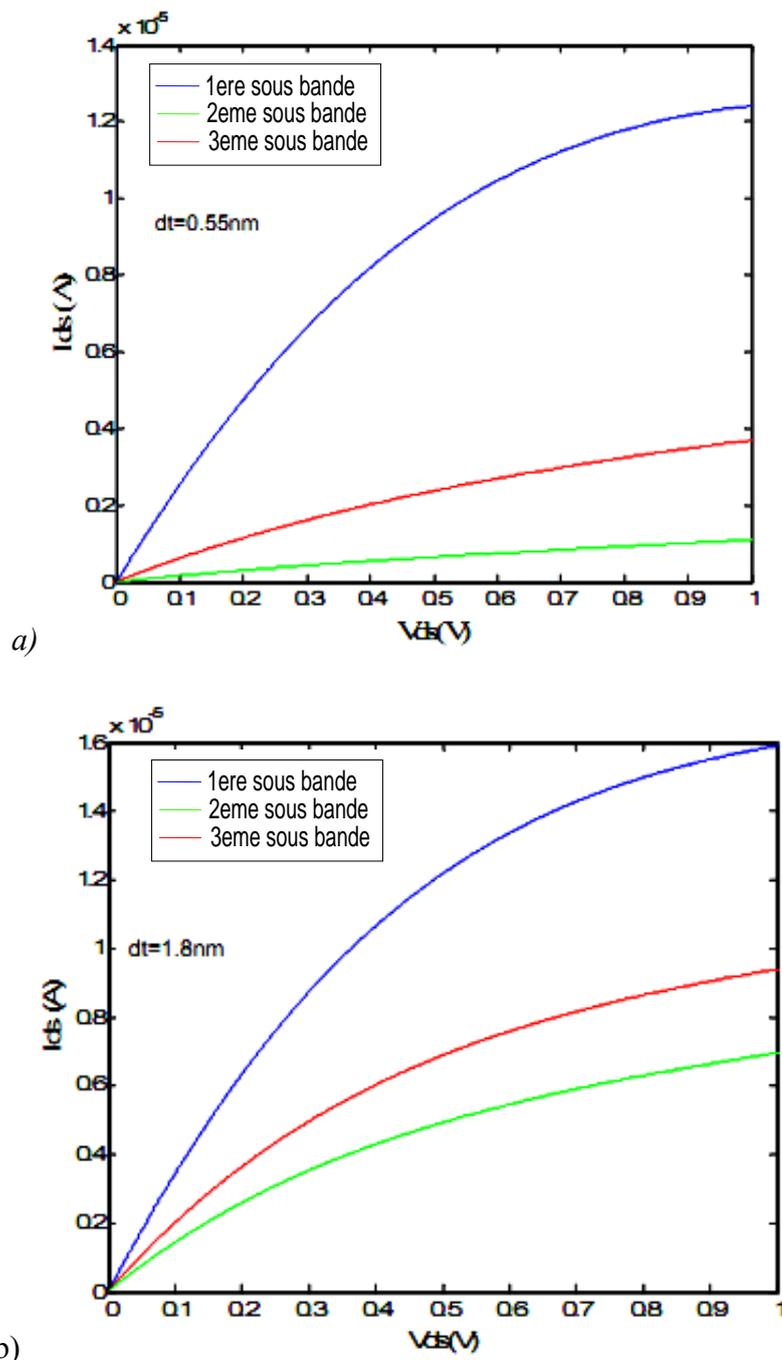 1.4 x 10-5
1ere sous bande
2eme sous bande
3eme sous bande
1.2
1
dt=0.55nm
0.8
Ids (A)
0.6
0.4
0.2
0
0 0.1 0.2 0.3 0.4 0.5 0.6 0.7 0.8 0.9 1
Vds(V)
a)
1.6 x 10-5
1ere sous bande
2eme sous bande
3eme sous bande
1.4
1.2
1
dt=1.8nm
0.8
Ids (A)
0.6
0.4
0.2
0
0 0.1 0.2 0.3 0.4 0.5 0.6 0.7 0.8 0.9 1
Vds(V)
b)